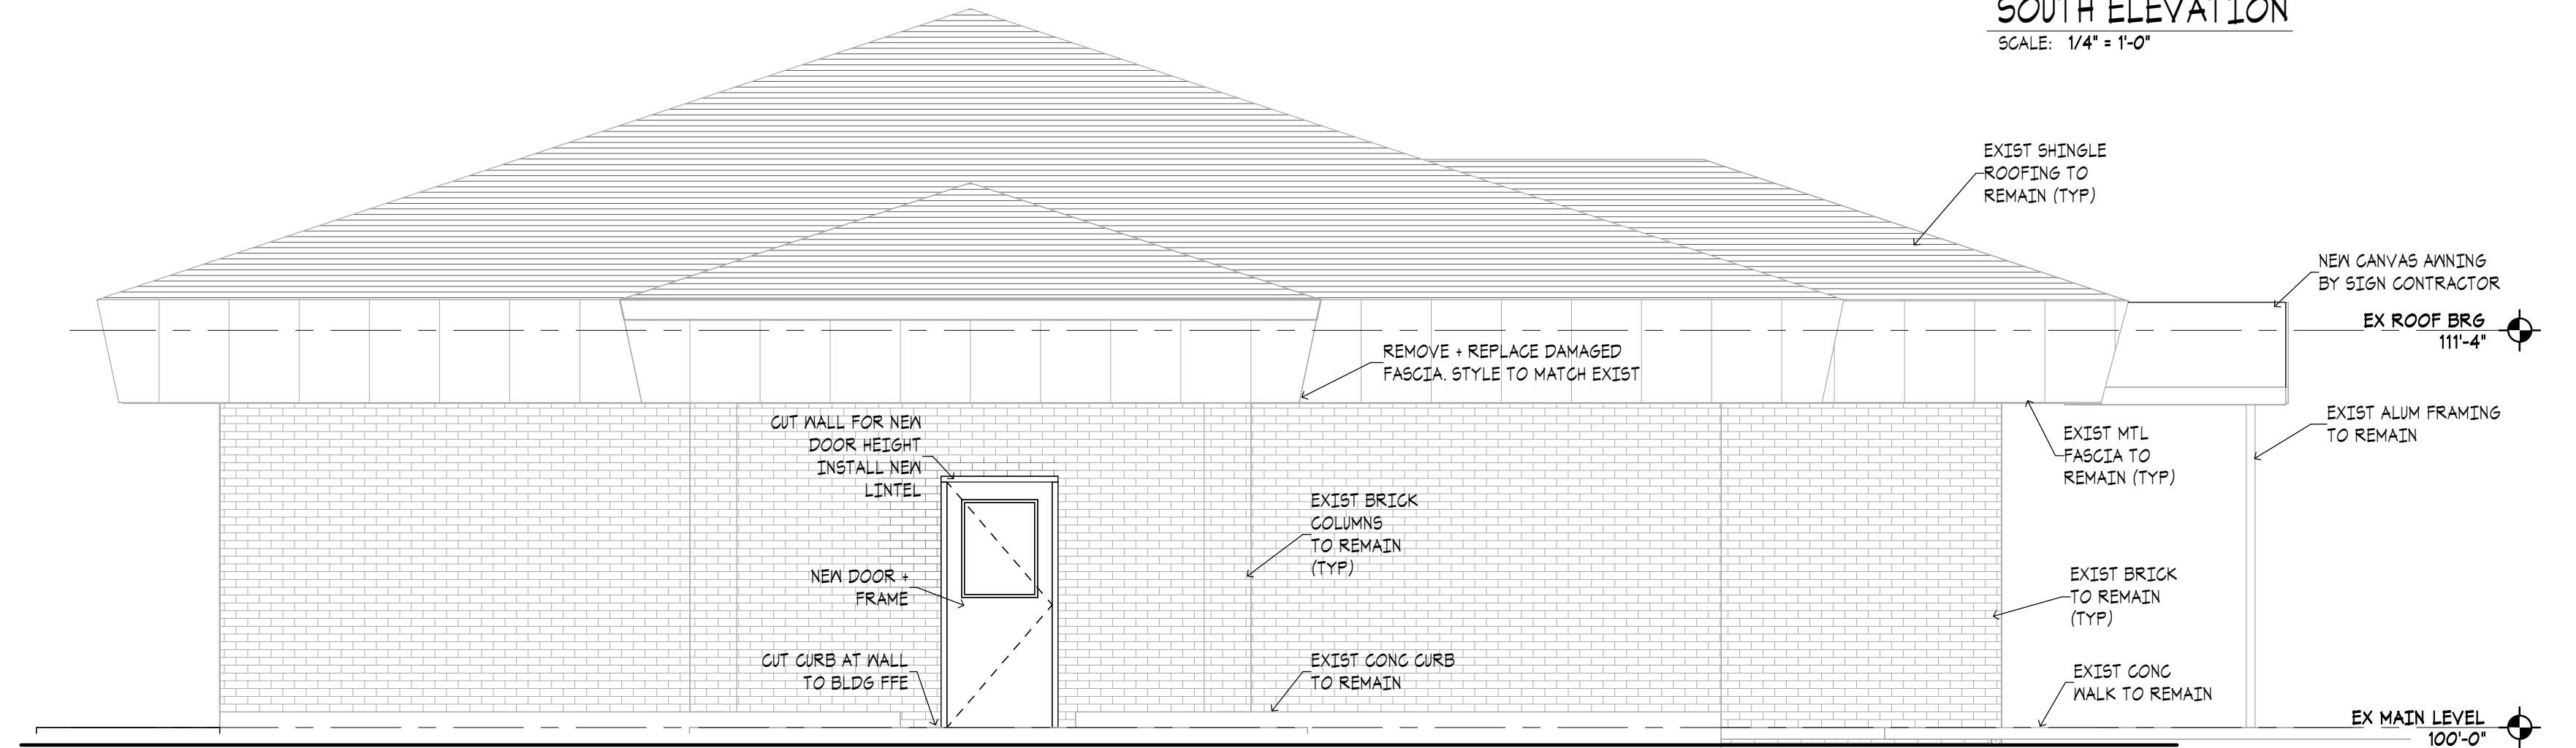 SOUTH ELEVATION
SCALE: 1/4" = 1'-0"
EXIST SHINGLE
ROOFING TO
REMAIN (TYP)
NEW CANVAS AWNING
BY SIGN CONTRACTOR
EX ROOF BRG
111'-4"
REMOVE + REPLACE DAMAGED
FASCIA. STYLE TO MATCH EXIST
CUT WALL FOR NEW
DOOR HEIGHT
INSTALL NEW
LINTEL
EXIST ALUM FRAMING
TO REMAIN
EXIST MTL
FASCIA TO
REMAIN (TYP)
EXIST BRICK
COLUMNS
TO REMAIN
(TYP)
NEW DOOR +
FRAME
EXIST BRICK
TO REMAIN
(TYP)
CUT CURB AT WALL
TO BLDG FFE
EXIST CONC CURB
TO REMAIN
EXIST CONC
WALK TO REMAIN
EX MAIN LEVEL
100'-0"